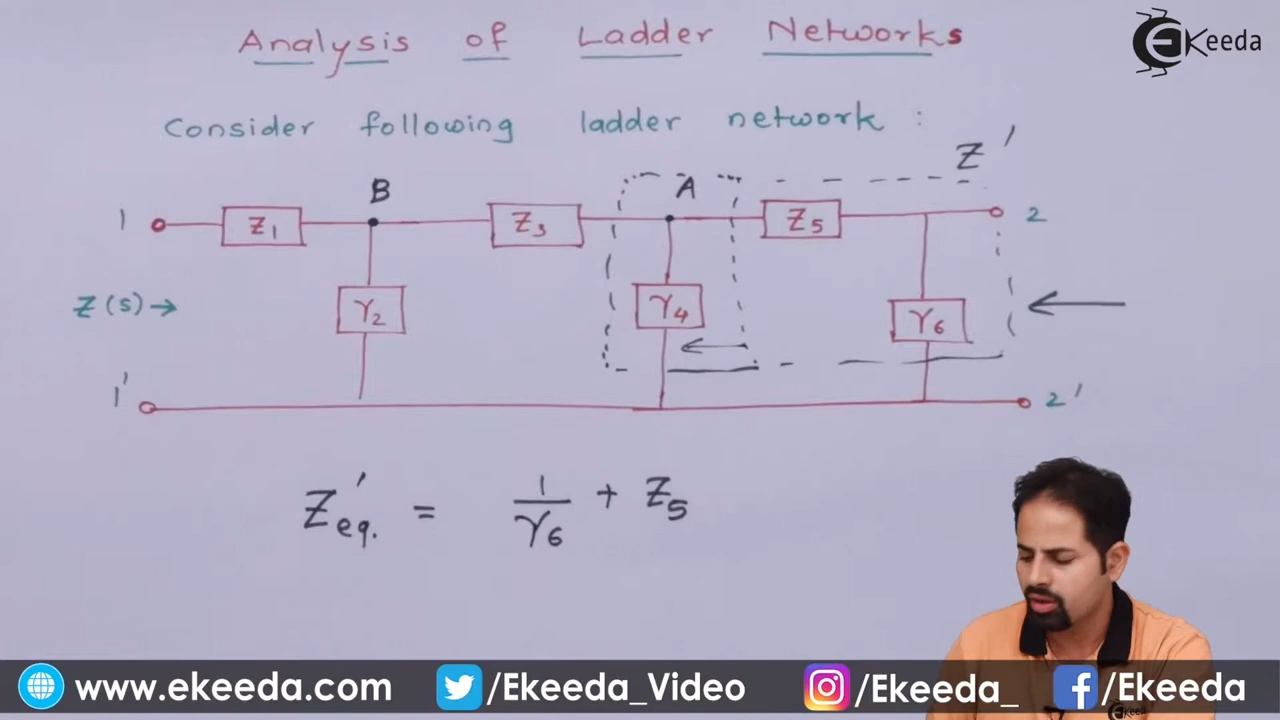 Analysis of Ladder Networks
EKeeda
Consider following ladder network :
Z'
B
A
1
Z1
Z3
Z5
2
Z(s) →
Y2
Y4
Y6
1'
2'
Z'eq. = 1/Y6 + Z5
www.ekeeda.com
/Ekeeda_Video
/Ekeeda_
/Ekeeda
EKeeda